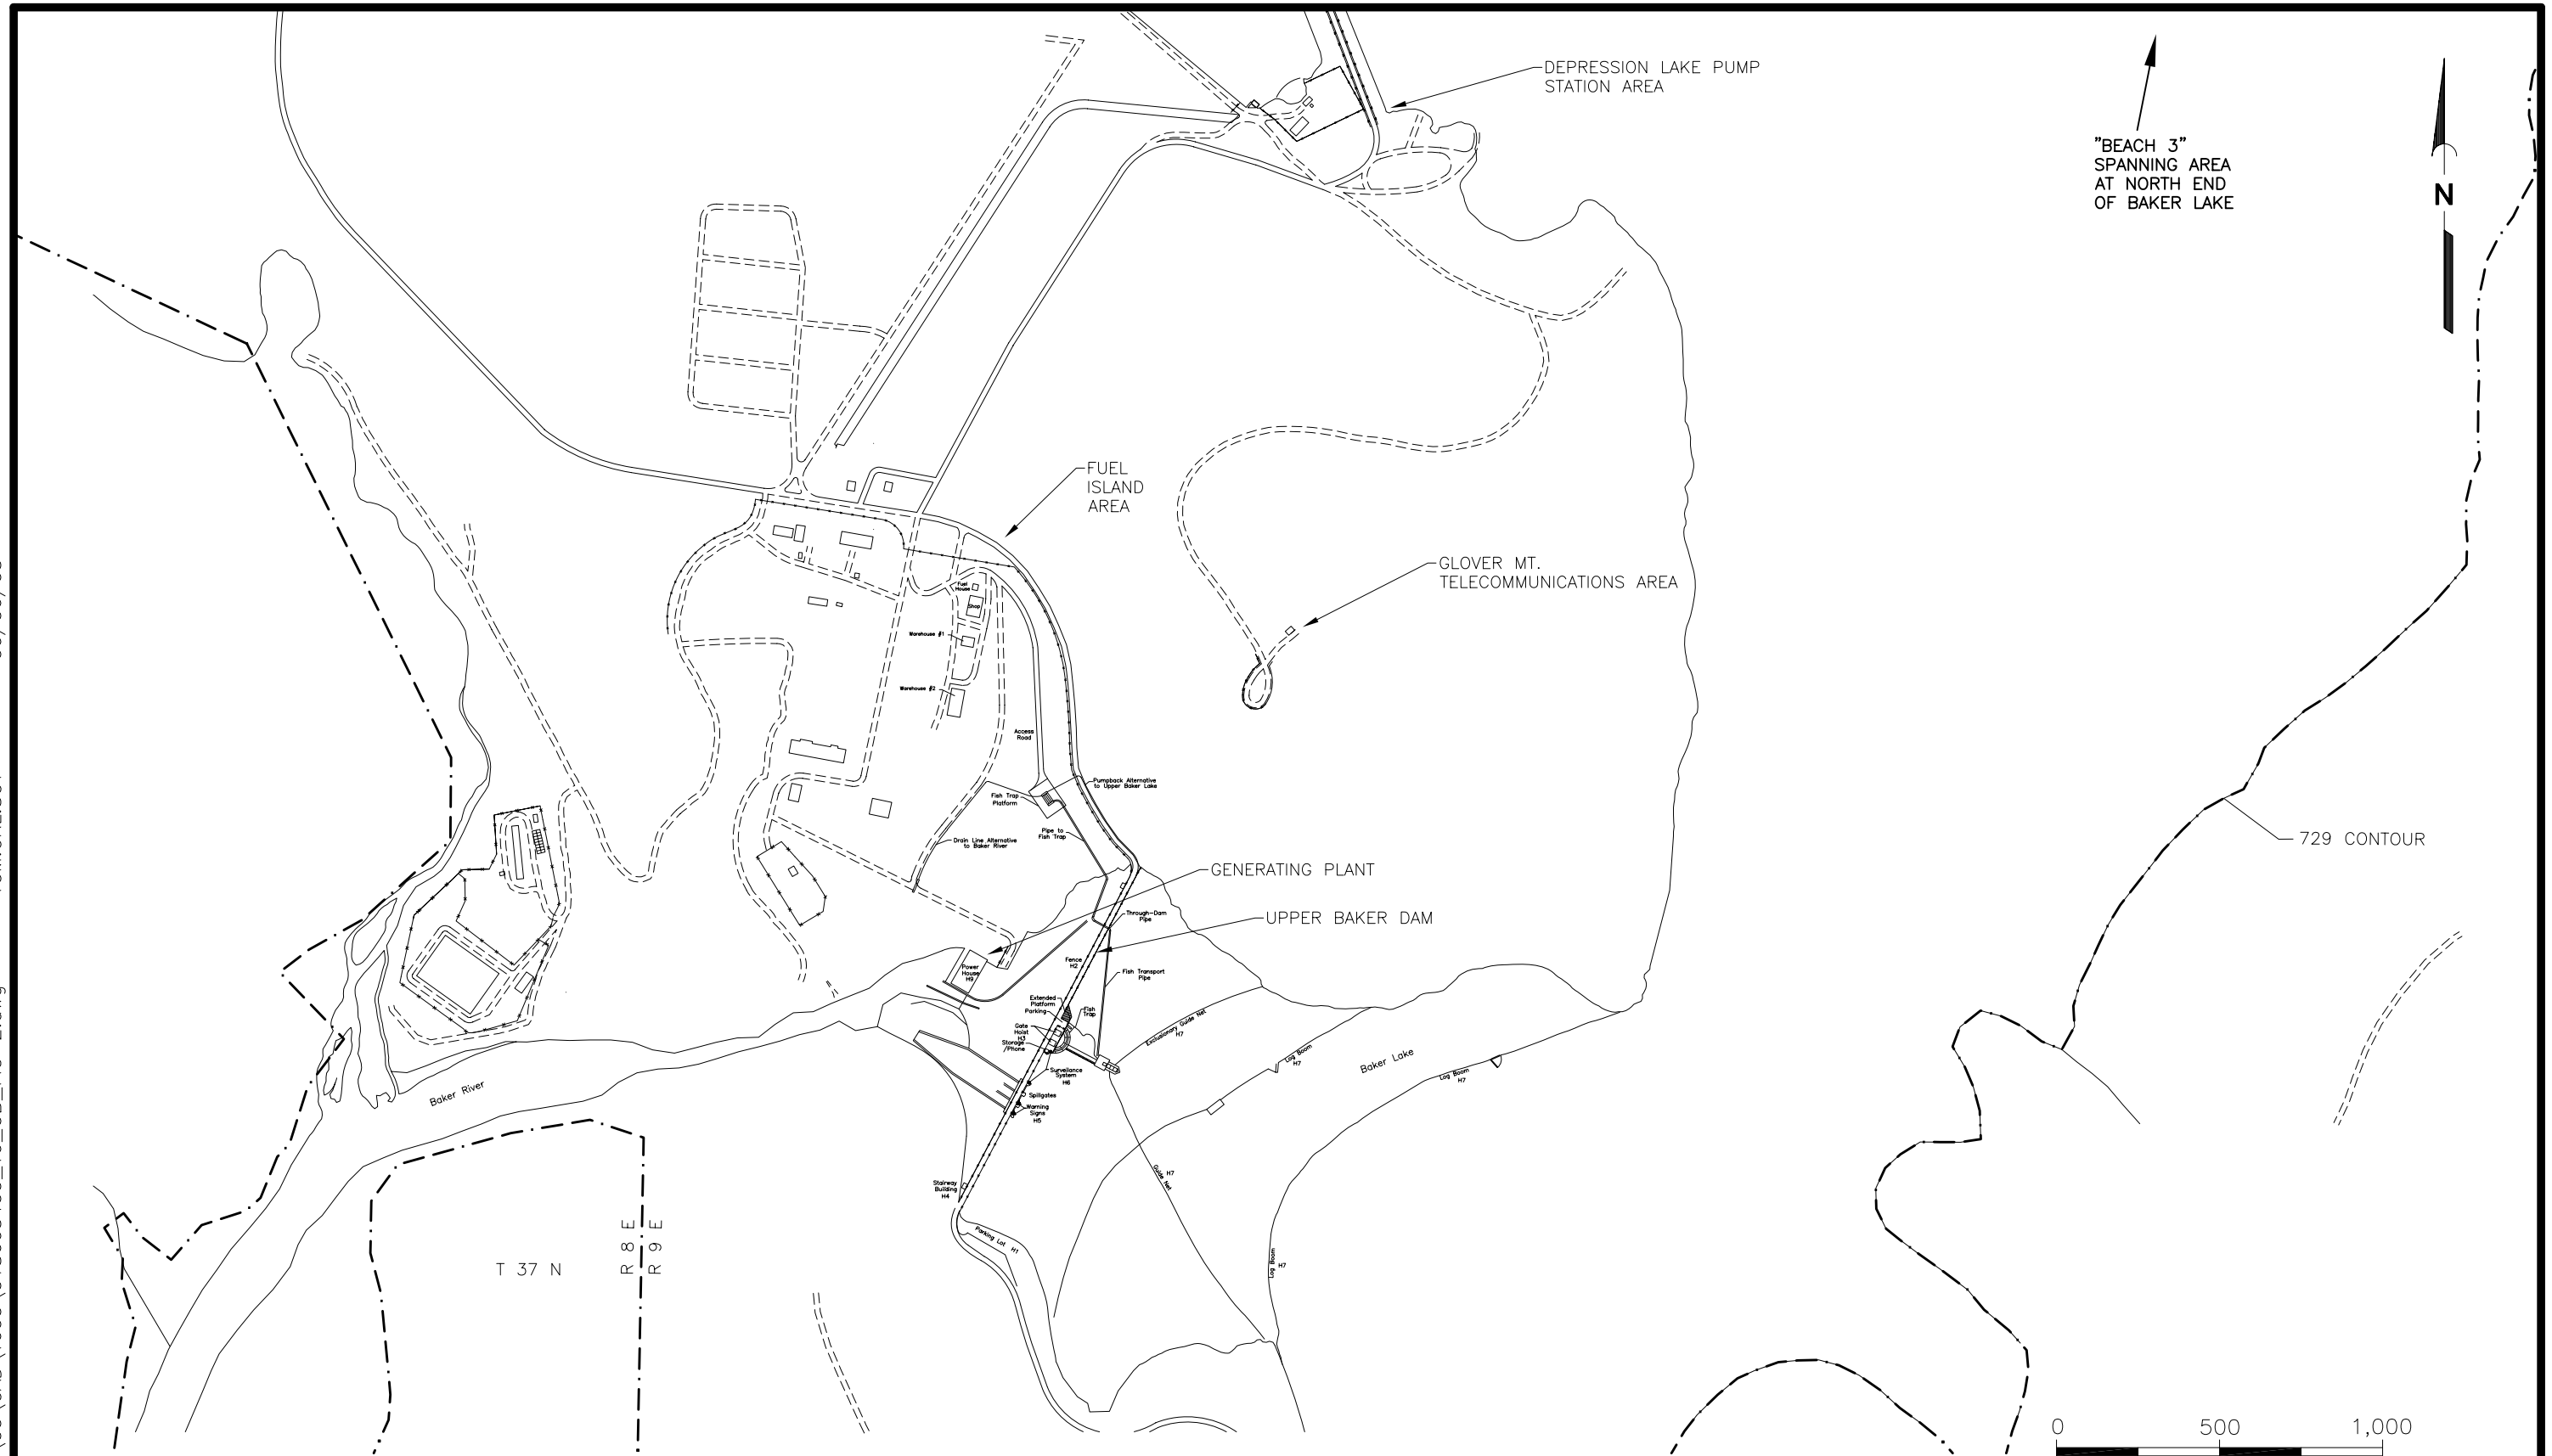 DEPRESSION LAKE PUMP
STATION AREA
"BEACH 3"
SPANNING AREA
AT NORTH END
OF BAKER LAKE
N
FUEL
ISLAND
AREA
GLOVER MT.
TELECOMMUNICATIONS AREA
Fuel
House
Shop
Warehouse #1
Warehouse #2
Access
Road
Pumpback Alternative
to Upper Baker Lake
Fish Trap
Platform
Pipe to
Fish Trap
Drain Line Alternative
to Baker River
729 CONTOUR
GENERATING PLANT
UPPER BAKER DAM
Through-Dam
Pipe
Fence
H2
Power
House
H9
Fish Transport
Pipe
Extended
Platform
Parking
Fish
Trap
Gate
Hoist
H3
Storage
/Phone
Exclusionary Guide Net
H7
Log Boom
H7
Baker Lake
Log Boom
H7
Surveilance
System
H6
Spillgates
Warning
Signs
H5
Baker River
Guide Net
H7
Stairway
Building
H4
Parking Lot H1
Log Boom
H7
T 37 N
R 8 E
R 9 E
0 500 1,000